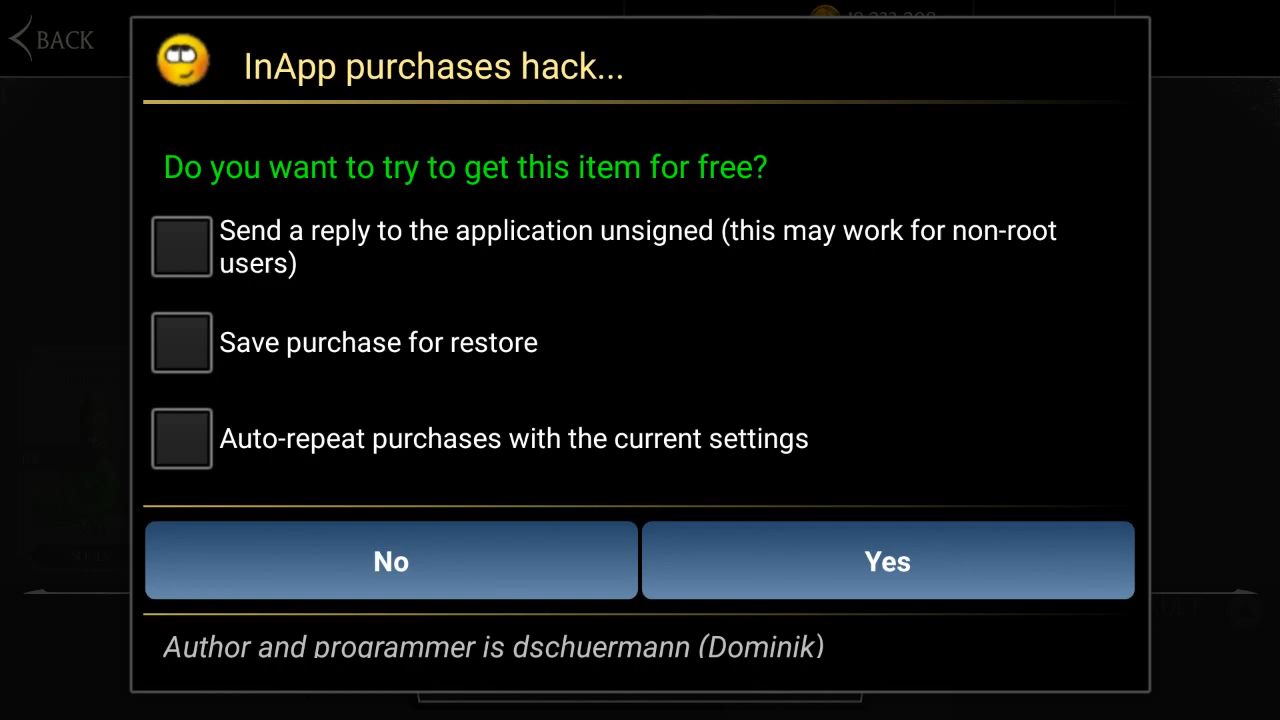 BACK
InApp purchases hack...
Do you want to try to get this item for free?
Send a reply to the application unsigned (this may work for non-root
users)
Save purchase for restore
Auto-repeat purchases with the current settings
No
Yes
Author and programmer is dschuermann (Dominik)